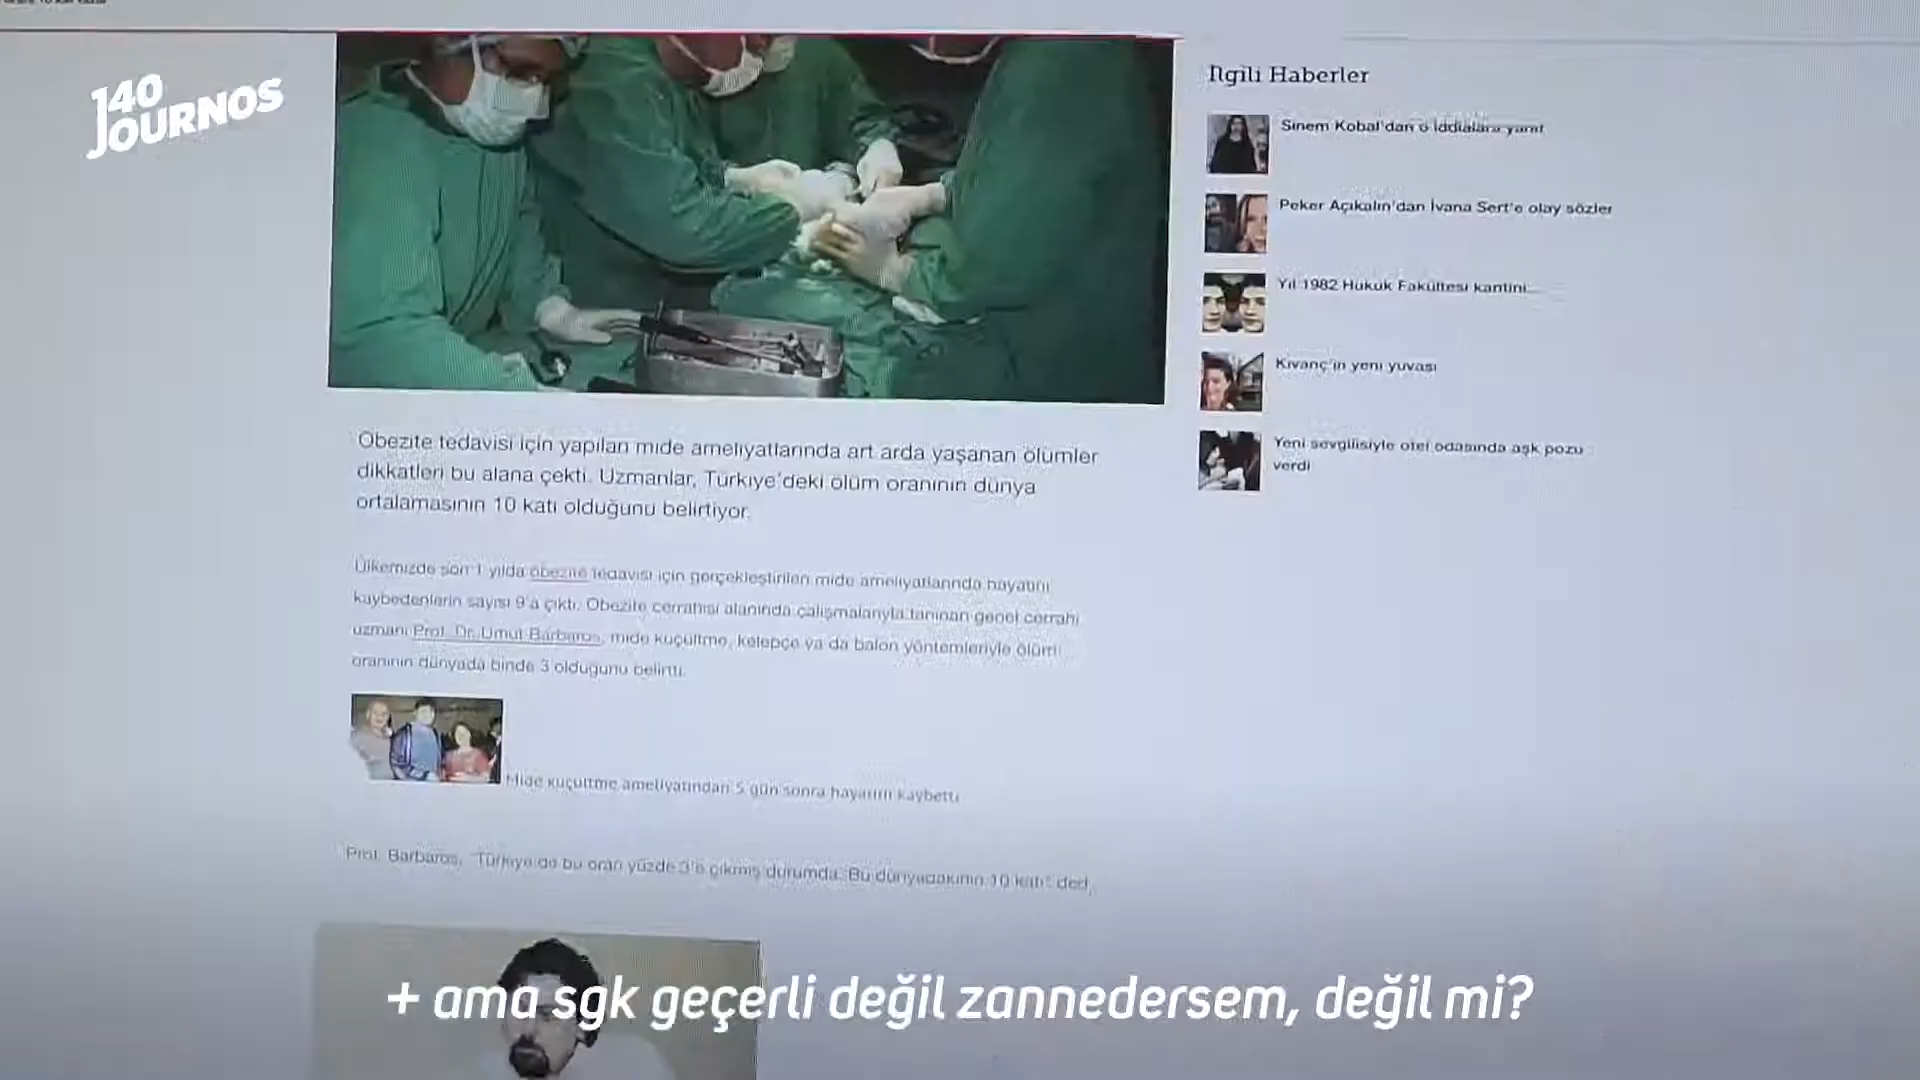 140
JOURNOS
İlgili Haberler
Sinem Kobal'dan o iddialara yanıt
Peker Açıkalın'dan İvana Sert'e olay sözler
Yıl 1982 Hukuk Fakültesi kantini...
Kıvanç'ın yeni yuvası
Yeni sevgilisiyle otel odasında aşk pozu
verdi
Obezite tedavisi için yapılan mide ameliyatlarında art arda yaşanan ölümler
dikkatleri bu alana çekti. Uzmanlar, Türkiye'deki ölüm oranının dünya
ortalamasının 10 katı olduğunu belirtiyor.
Ülkemizde son 1 yılda obezite tedavisi için gerçekleştirilen mide ameliyatlarında hayatını
kaybedenlerin sayısı 9'a çıktı. Obezite cerrahisi alanında çalışmalarıyla tanınan genel cerrahi
uzmanı Prof. Dr. Umut Barbaros, mide küçültme, kelepçe ya da balon yöntemleriyle ölüm
oranının dünyada binde 3 olduğunu belirtti.
Mide küçültme ameliyatından 5 gün sonra hayatını kaybetti
Prof. Barbaros, "Türkiye'de bu oran yüzde 3'e çıkmış durumda. Bu dünyadakinin 10 katı" ded
+ ama sgk geçerli değil zannedersem, değil mi?